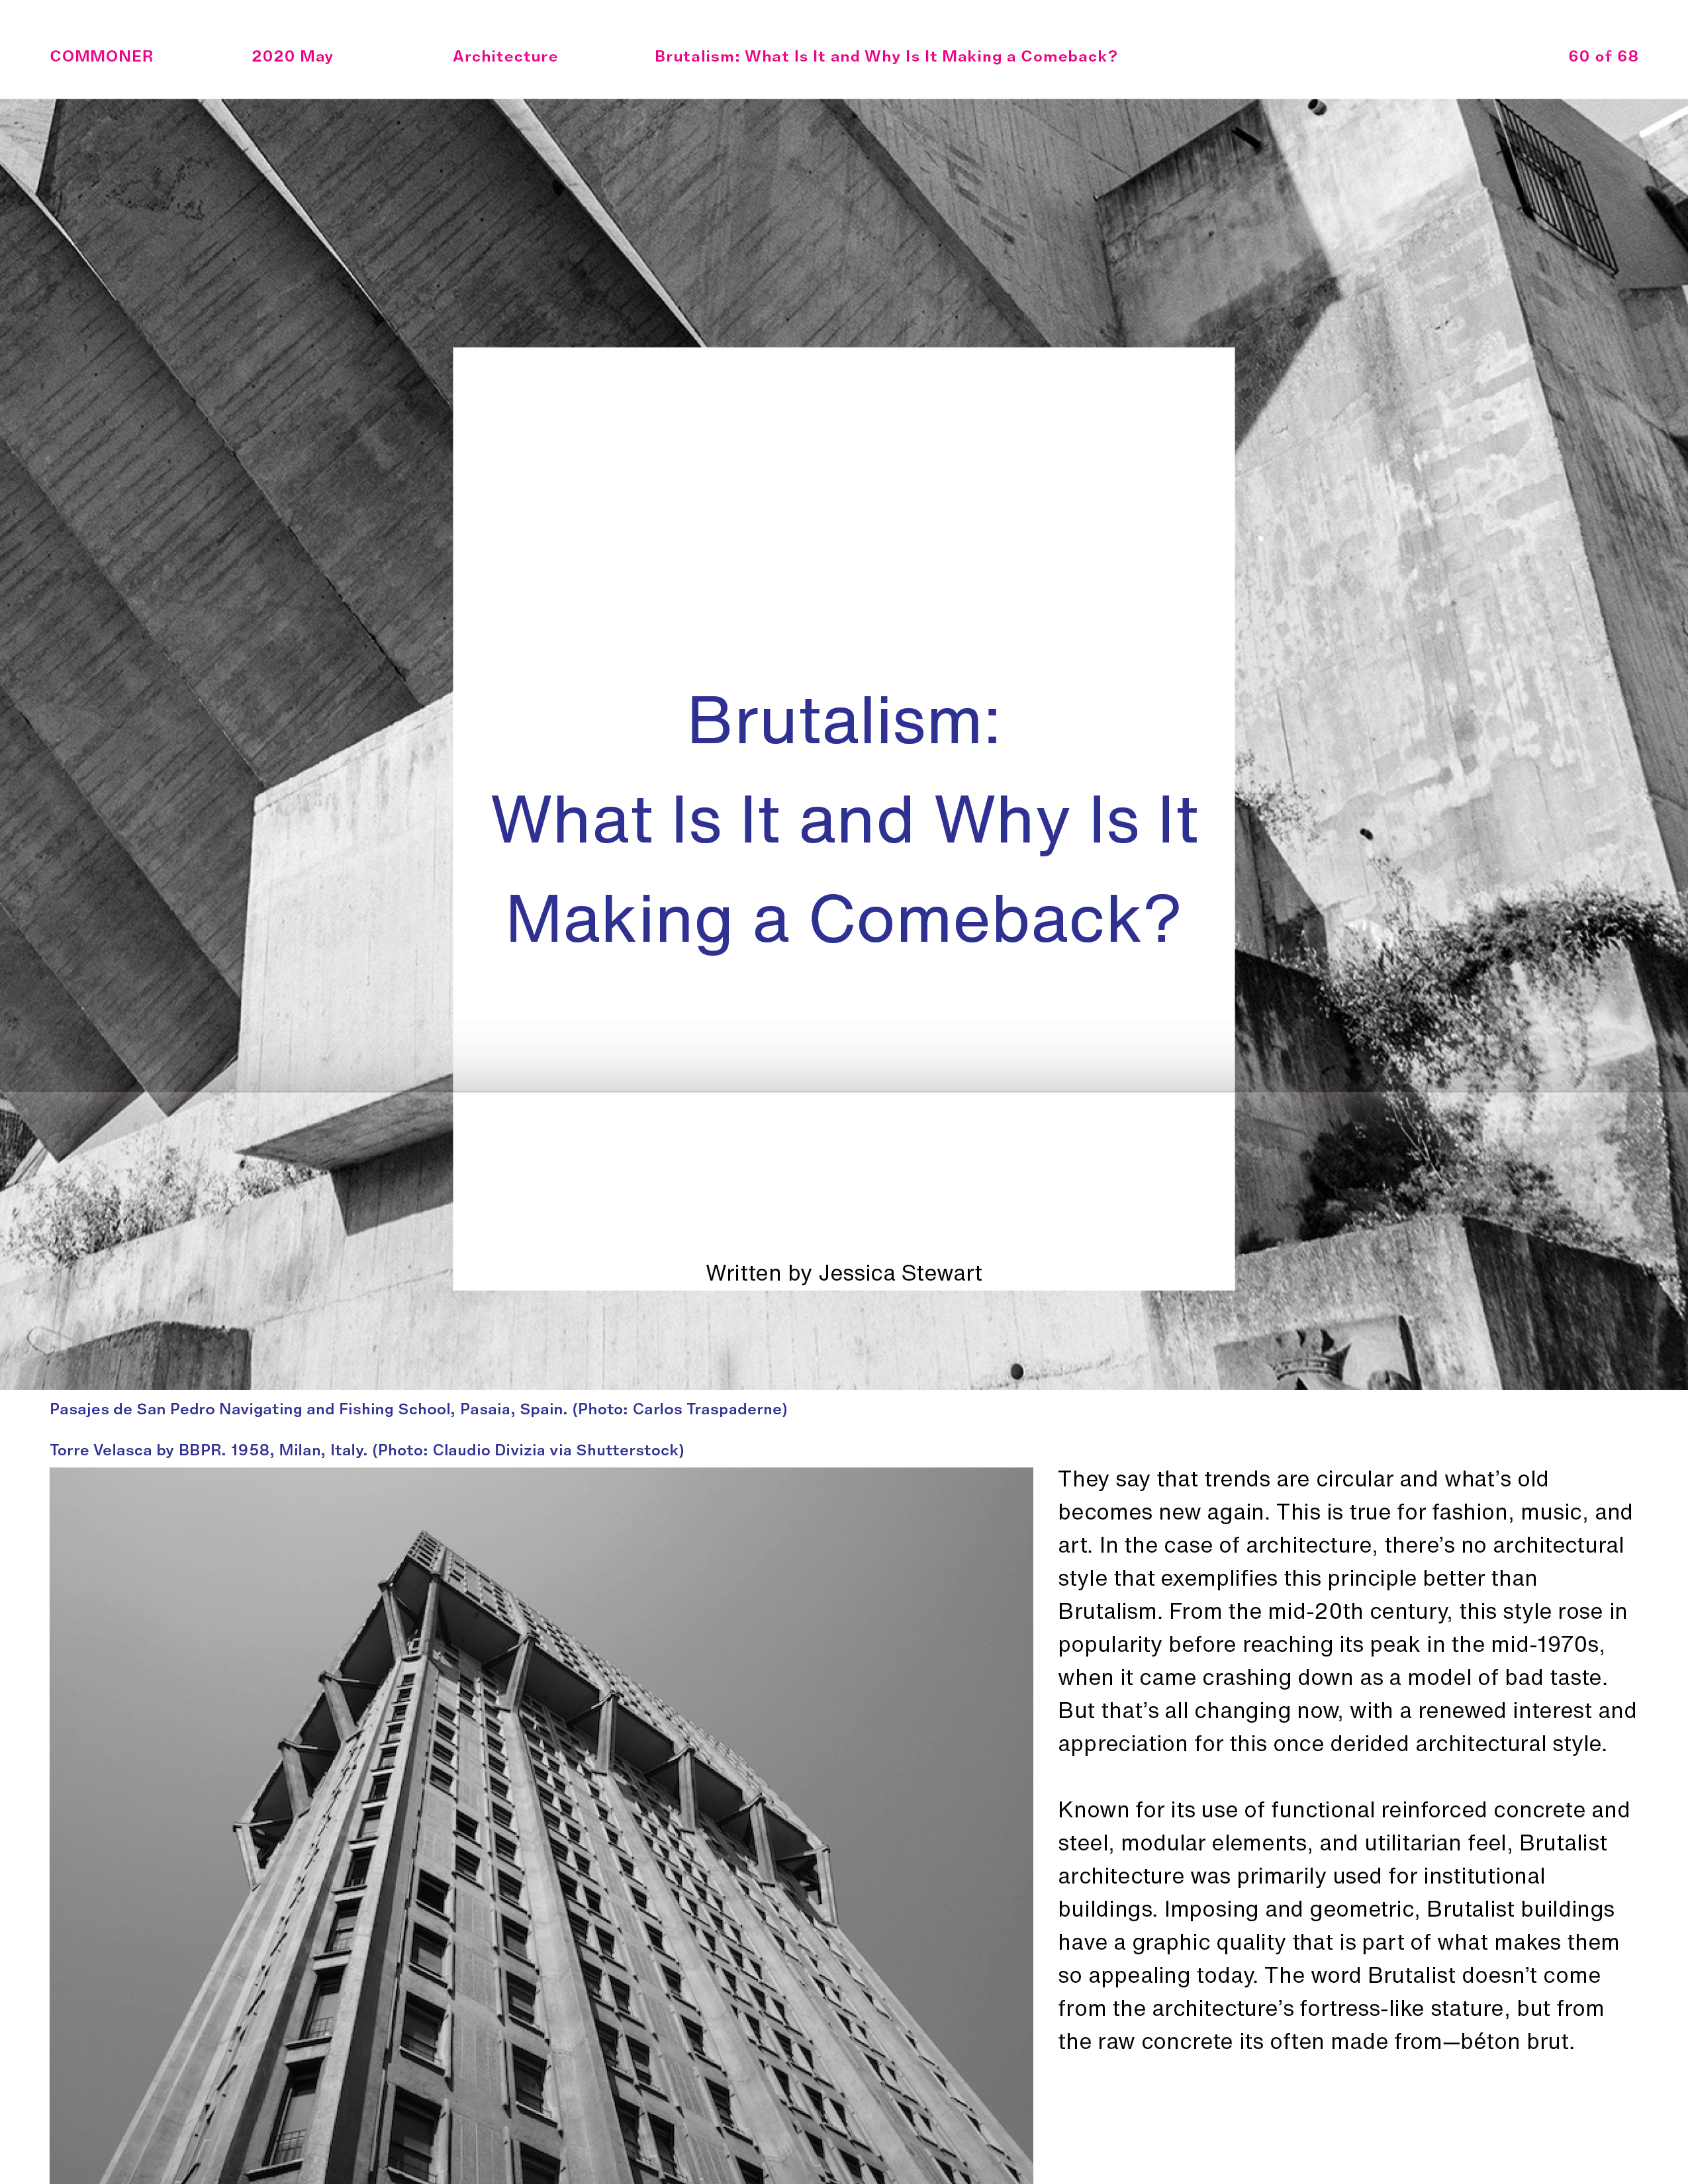 COMMONER 2020 May Architecture Brutalism: What Is It and Why Is It Making a Comeback? 60 of 68
Brutalism:
What Is It and Why Is It
Making a Comeback?
Written by Jessica Stewart
Pasajes de San Pedro Navigating and Fishing School, Pasaia, Spain. (Photo: Carlos Traspaderne)
Torre Velasca by BBPR. 1958, Milan, Italy. (Photo: Claudio Divizia via Shutterstock)
They say that trends are circular and what’s old
becomes new again. This is true for fashion, music, and
art. In the case of architecture, there’s no architectural
style that exemplifies this principle better than
Brutalism. From the mid-20th century, this style rose in
popularity before reaching its peak in the mid-1970s,
when it came crashing down as a model of bad taste.
But that’s all changing now, with a renewed interest and
appreciation for this once derided architectural style.
Known for its use of functional reinforced concrete and
steel, modular elements, and utilitarian feel, Brutalist
architecture was primarily used for institutional
buildings. Imposing and geometric, Brutalist buildings
have a graphic quality that is part of what makes them
so appealing today. The word Brutalist doesn’t come
from the architecture’s fortress-like stature, but from
the raw concrete its often made from—béton brut.